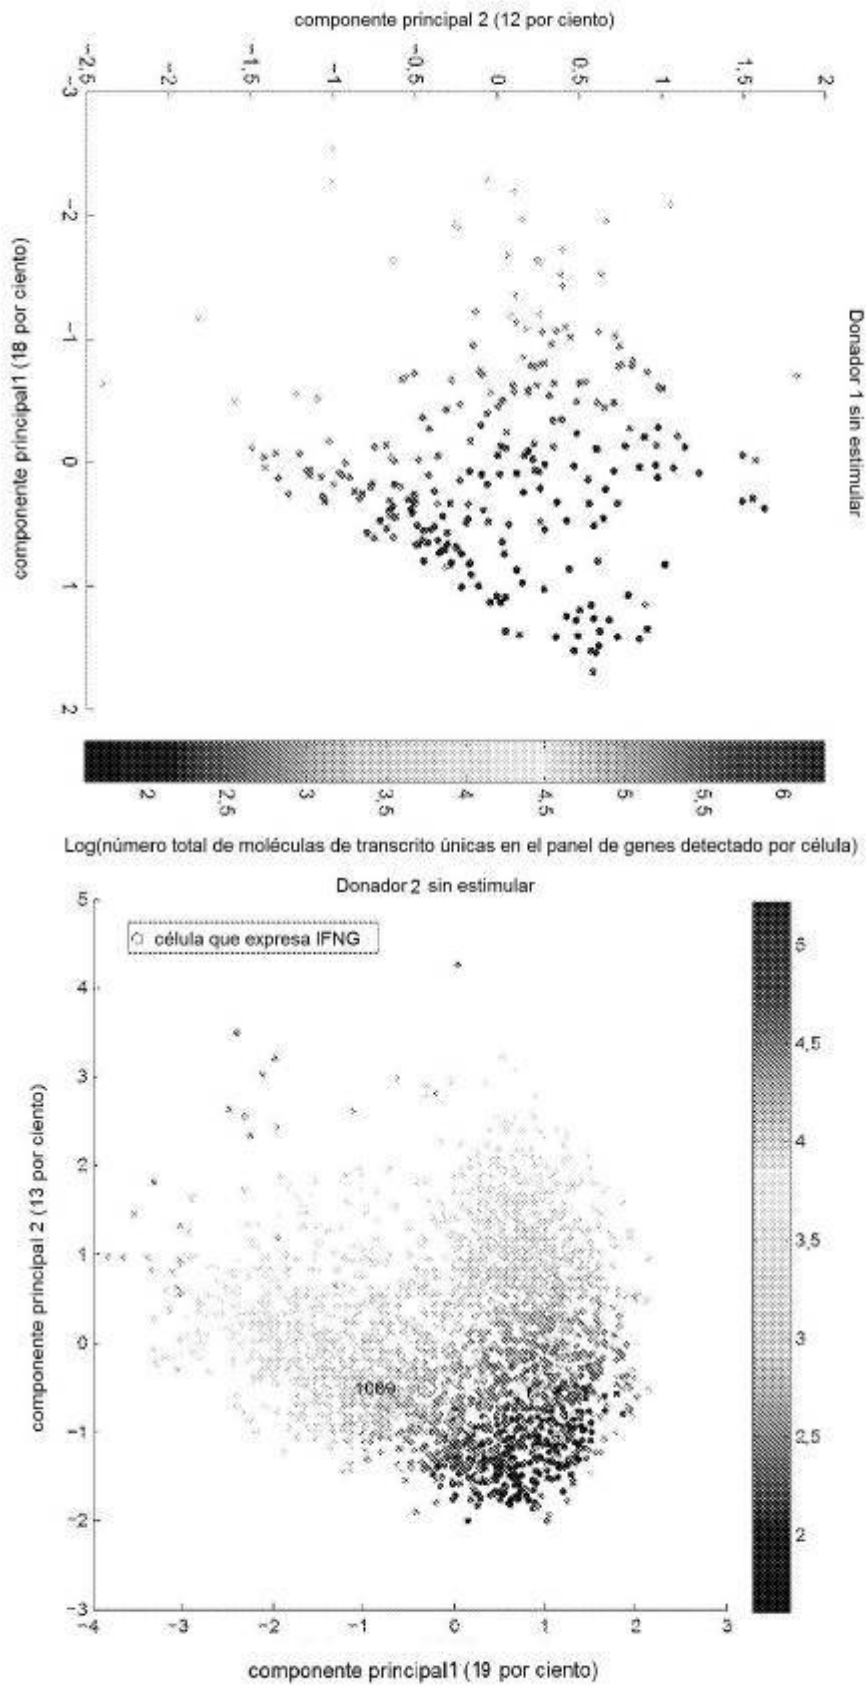 componente principal 2 (12 por ciento)
-2,5 -2 -1,5 -1 -0,5 0 0,5 1 1,5 2
-3
-2
-1
0
1
2
componente principal1 (18 por ciento)
Donador 1 sin estimular
2 2,5 3 3,5 4 4,5 5 5,5 6
Log(número total de moléculas de transcrito únicas en el panel de genes detectado por célula)
Donador 2 sin estimular
célula que expresa IFNG
5
4
3
2
1
0
-1
-2
-3
componente principal 2 (13 por ciento)
1089
-4 -3 -2 -1 0 1 2 3
componente principal1 (19 por ciento)
4,5
4
3,5
3
2,5
2